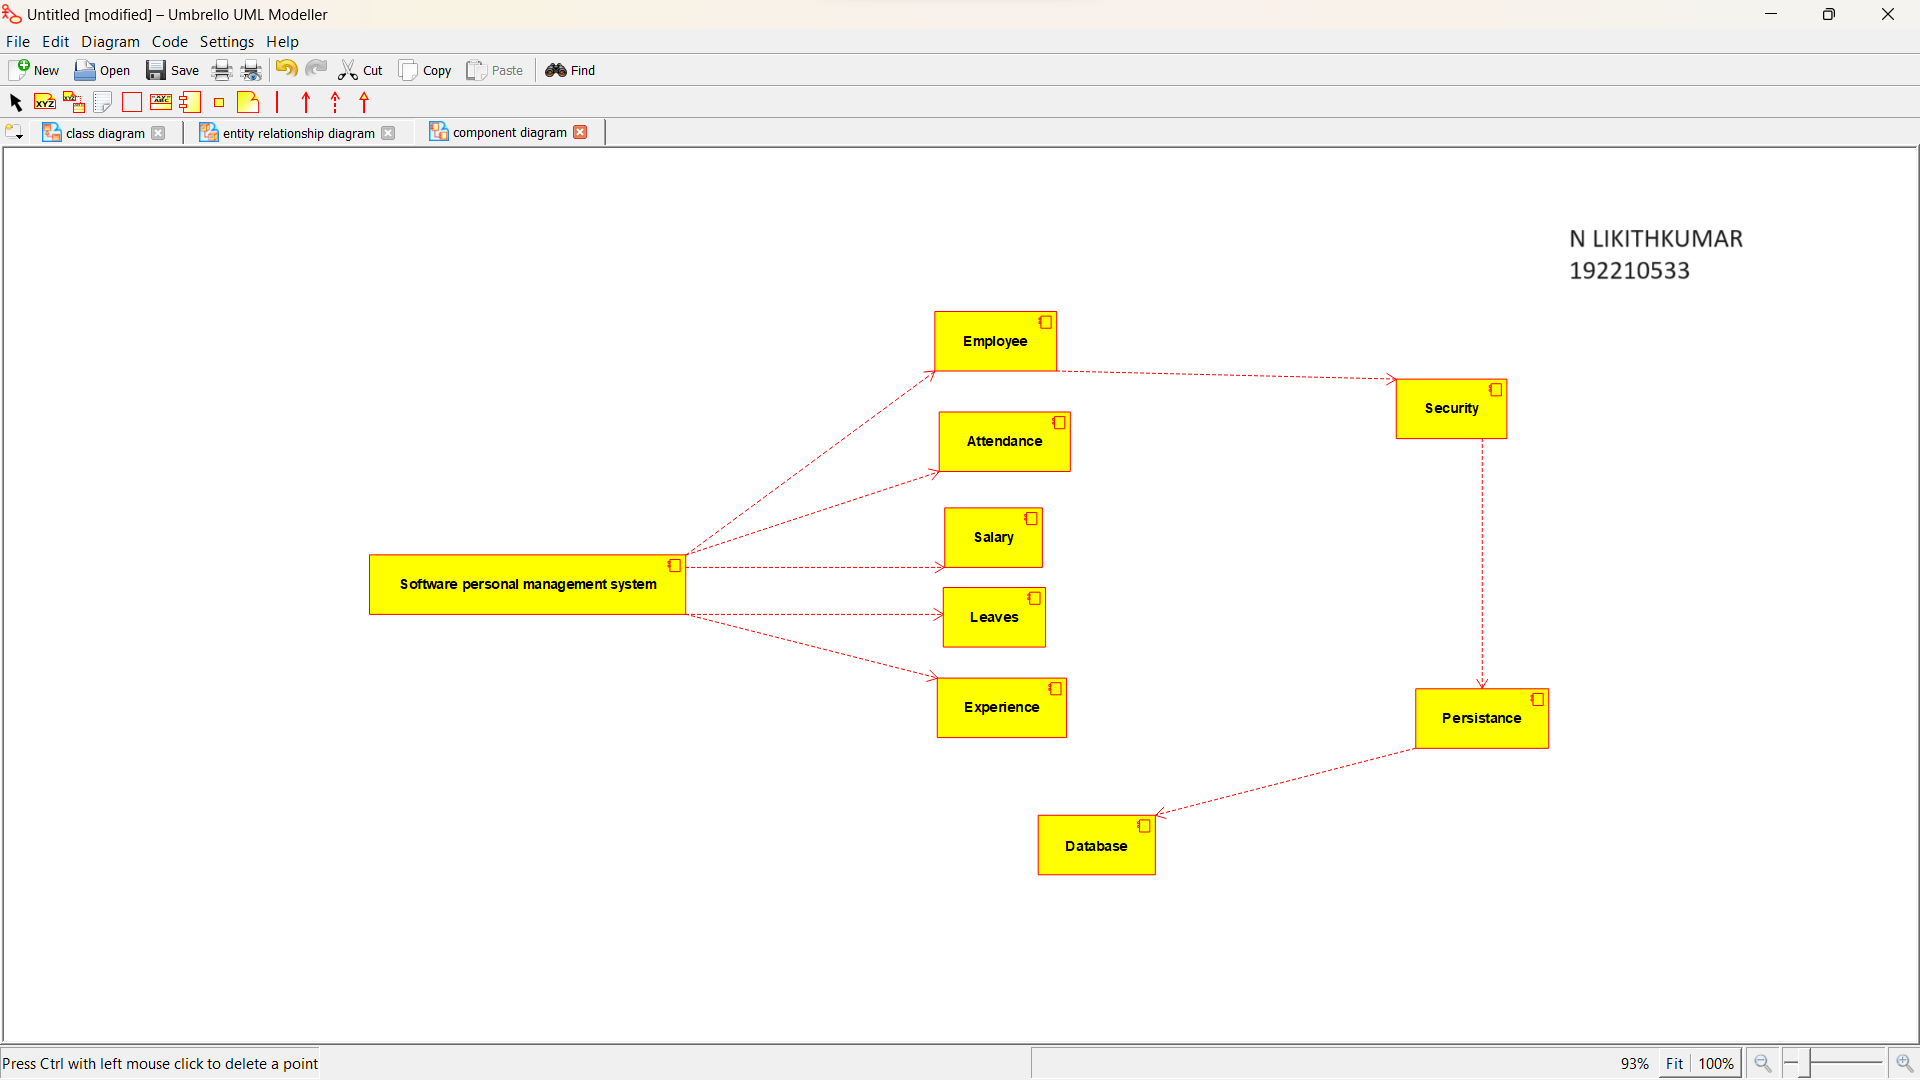 Untitled [modified] – Umbrello UML Modeller
File Edit Diagram Code Settings Help
New Open Save Cut Copy Paste Find
class diagram entity relationship diagram component diagram
N LIKITHKUMAR
192210533
Employee
Security
Attendance
Salary
Software personal management system
Leaves
Experience
Persistance
Database
Press Ctrl with left mouse click to delete a point 93% Fit 100%